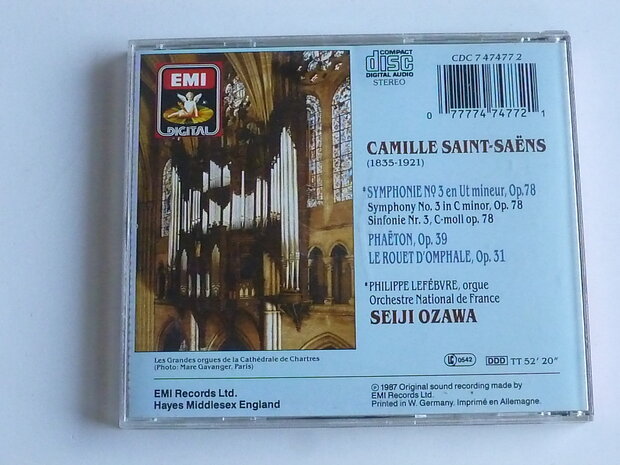 EMI
DIGITAL
COMPACT
disc
DIGITAL AUDIO
STEREO
CDC 7 47477 2
0 77774 74772 1
CAMILLE SAINT-SAËNS
(1835-1921)
*SYMPHONIE Nº 3 en Ut mineur, Op. 78
Symphony No. 3 in C minor, Op. 78
Sinfonie Nr. 3, C-moll op. 78
PHAËTON, Op. 39
LE ROUET D'OMPHALE, Op. 31
*PHILIPPE LEFÉBVRE, orgue
Orchestre National de France
SEIJI OZAWA
Les Grandes orgues de la Cathédrale de Chartres
(Photo: Marc Gavanger, Paris)
LC 0542
DDD TT 52' 20"
EMI Records Ltd.
Hayes Middlesex England
℗ 1987 Original sound recording made by
EMI Records Ltd.
Printed in W. Germany. Imprimé en Allemagne.